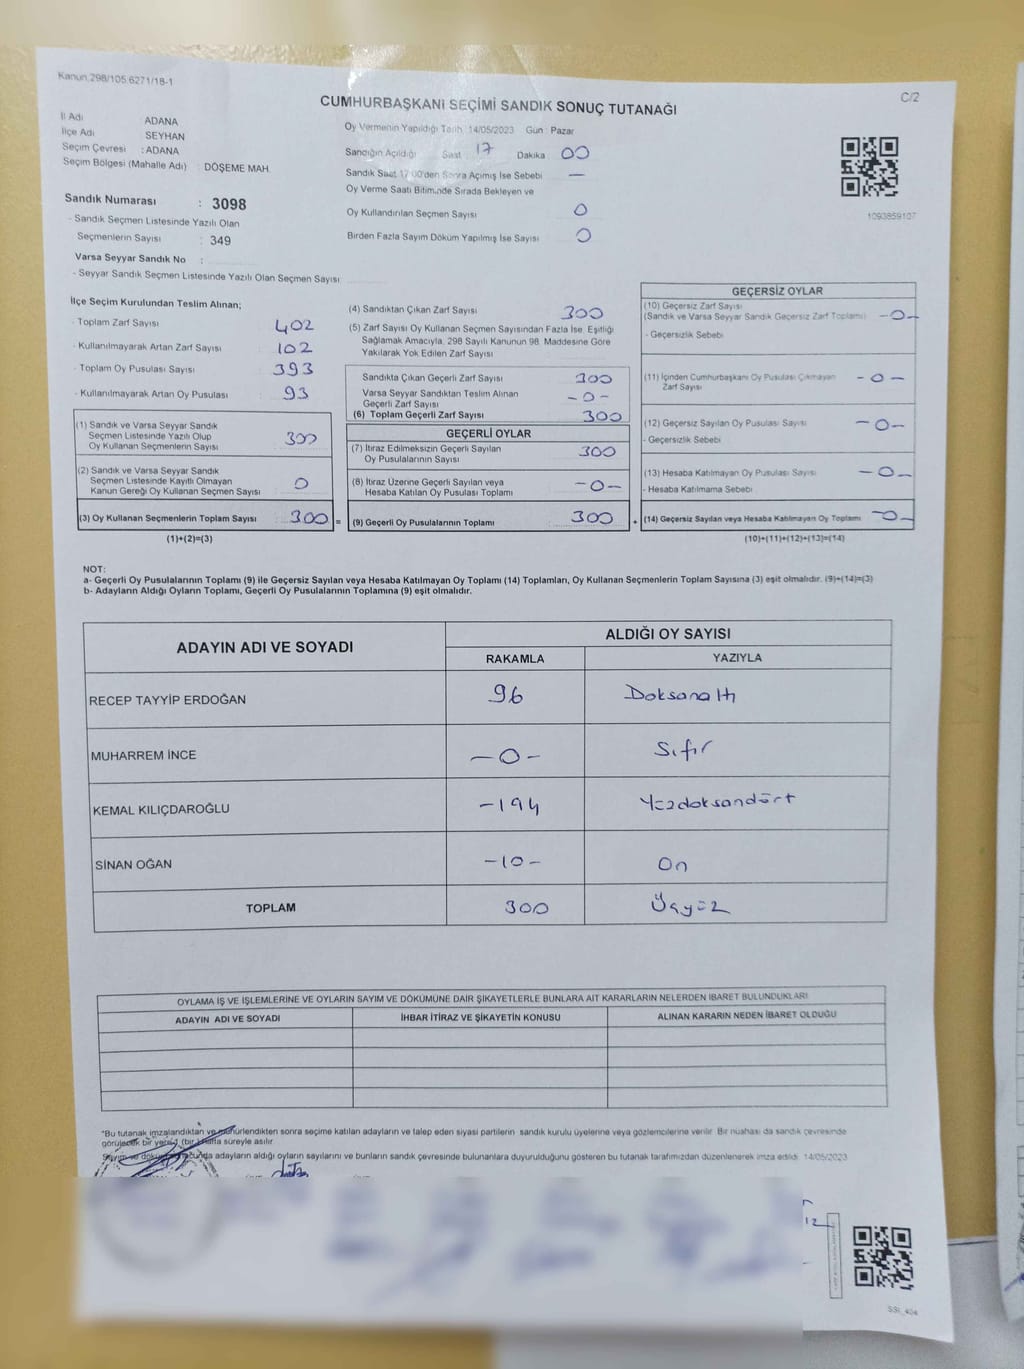 Kanun 298/105 6271/18-1
C/2
CUMHURBAŞKANI SEÇİMİ SANDIK SONUÇ TUTANAĞI
İl Adı ADANA
İlçe Adı SEYHAN
Seçim Çevresi : ADANA
Seçim Bölgesi (Mahalle Adı) : DÖŞEME MAH.
Sandık Numarası : 3098
- Sandık Seçmen Listesinde Yazılı Olan
Seçmenlerin Sayısı : 349
Varsa Seyyar Sandık No :
- Seyyar Sandık Seçmen Listesinde Yazılı Olan Seçmen Sayısı
Oy Vermenin Yapıldığı Tarih 14/05/2023 Gün : Pazar
Sandığın Açıldığı Saat 17 Dakika 00
Sandık Saat 17:00'den Sonra Açımış İse Sebebi —
Oy Verme Saati Bitiminde Sırada Bekleyen ve
Oy Kullandırılan Seçmen Sayısı 0
Birden Fazla Sayım Döküm Yapılmış İse Sayısı 0
1093859107
İlçe Seçim Kurulundan Teslim Alınan;
- Toplam Zarf Sayısı : 402
- Kullanılmayarak Artan Zarf Sayısı : 102
- Toplam Oy Pusulası Sayısı : 393
- Kullanılmayarak Artan Oy Pusulası : 93
(1) Sandık ve Varsa Seyyar Sandık
Seçmen Listesinde Yazılı Olup
Oy Kullanan Seçmenlerin Sayısı 300
(2) Sandık ve Varsa Seyyar Sandık
Seçmen Listesinde Kayıtlı Olmayan
Kanun Gereği Oy Kullanan Seçmen Sayısı 0
(3) Oy Kullanan Seçmenlerin Toplam Sayısı 300 =
(1)+(2)=(3)
(4) Sandıktan Çıkan Zarf Sayısı 300
(5) Zarf Sayısı Oy Kullanan Seçmen Sayısından Fazla İse, Eşitliği
Sağlamak Amacıyla, 298 Sayılı Kanunun 98. Maddesine Göre
Yakılarak Yok Edilen Zarf Sayısı
Sandıkta Çıkan Geçerli Zarf Sayısı 300
Varsa Seyyar Sandıktan Teslim Alınan
Geçerli Zarf Sayısı -0-
(6) Toplam Geçerli Zarf Sayısı 300
GEÇERLİ OYLAR
(7) İtiraz Edilmeksizin Geçerli Sayılan
Oy Pusulalarının Sayısı 300
(8) İtiraz Üzerine Geçerli Sayılan veya
Hesaba Katılan Oy Pusulası Toplamı -0-
(9) Geçerli Oy Pusulalarının Toplamı 300 +
GEÇERSİZ OYLAR
(10) Geçersiz Zarf Sayısı
(Sandık ve Varsa Seyyar Sandık Geçersiz Zarf Toplamı) -0-
- Geçersizlik Sebebi
(11) İçinden Cumhurbaşkanı Oy Pusulası Çıkmayan
Zarf Sayısı -0-
(12) Geçersiz Sayılan Oy Pusulası Sayısı -0-
- Geçersizlik Sebebi
(13) Hesaba Katılmayan Oy Pusulası Sayısı -0-
- Hesaba Katılmama Sebebi
(14) Geçersiz Sayılan veya Hesaba Katılmayan Oy Toplamı -0-
(10)+(11)+(12)+(13)=(14)
NOT:
a- Geçerli Oy Pusulalarının Toplamı (9) ile Geçersiz Sayılan veya Hesaba Katılmayan Oy Toplamı (14) Toplamları, Oy Kullanan Seçmenlerin Toplam Sayısına (3) eşit olmalıdır. (9)+(14)=(3)
b- Adayların Aldığı Oyların Toplamı, Geçerli Oy Pusulalarının Toplamına (9) eşit olmalıdır.
ADAYIN ADI VE SOYADI ALDIĞI OY SAYISI
RAKAMLA YAZIYLA
RECEP TAYYİP ERDOĞAN 96 Doksanaltı
MUHARREM İNCE -0- Sıfır
KEMAL KILIÇDAROĞLU -194 Yüzdoksandört
SİNAN OĞAN -10- On
TOPLAM 300 Üçyüz
OYLAMA İŞ VE İŞLEMLERİNE VE OYLARIN SAYIM VE DÖKÜMÜNE DAİR ŞİKAYETLERLE BUNLARA AİT KARARLARIN NELERDEN İBARET BULUNDUKLARI
ADAYIN ADI VE SOYADI İHBAR İTİRAZ VE ŞİKAYETİN KONUSU ALINAN KARARIN NEDEN İBARET OLDUĞU
*Bu tutanak imzalandıktan ve mühürlendikten sonra seçime katılan adayların ve talep eden siyasi partilerin sandık kurulu üyelerine veya gözlemcilerine verilir. Bir nüshası da sandık çevresinde
görülecek bir yere 1 (bir) hafta süreyle asılır.
Sayım ve döküm adayların aldığı oyların sayılarını ve bunların sandık çevresinde bulunanlara duyurulduğunu gösteren bu tutanak tarafımızdan düzenlenerek imza edildi. 14/05/2023
12